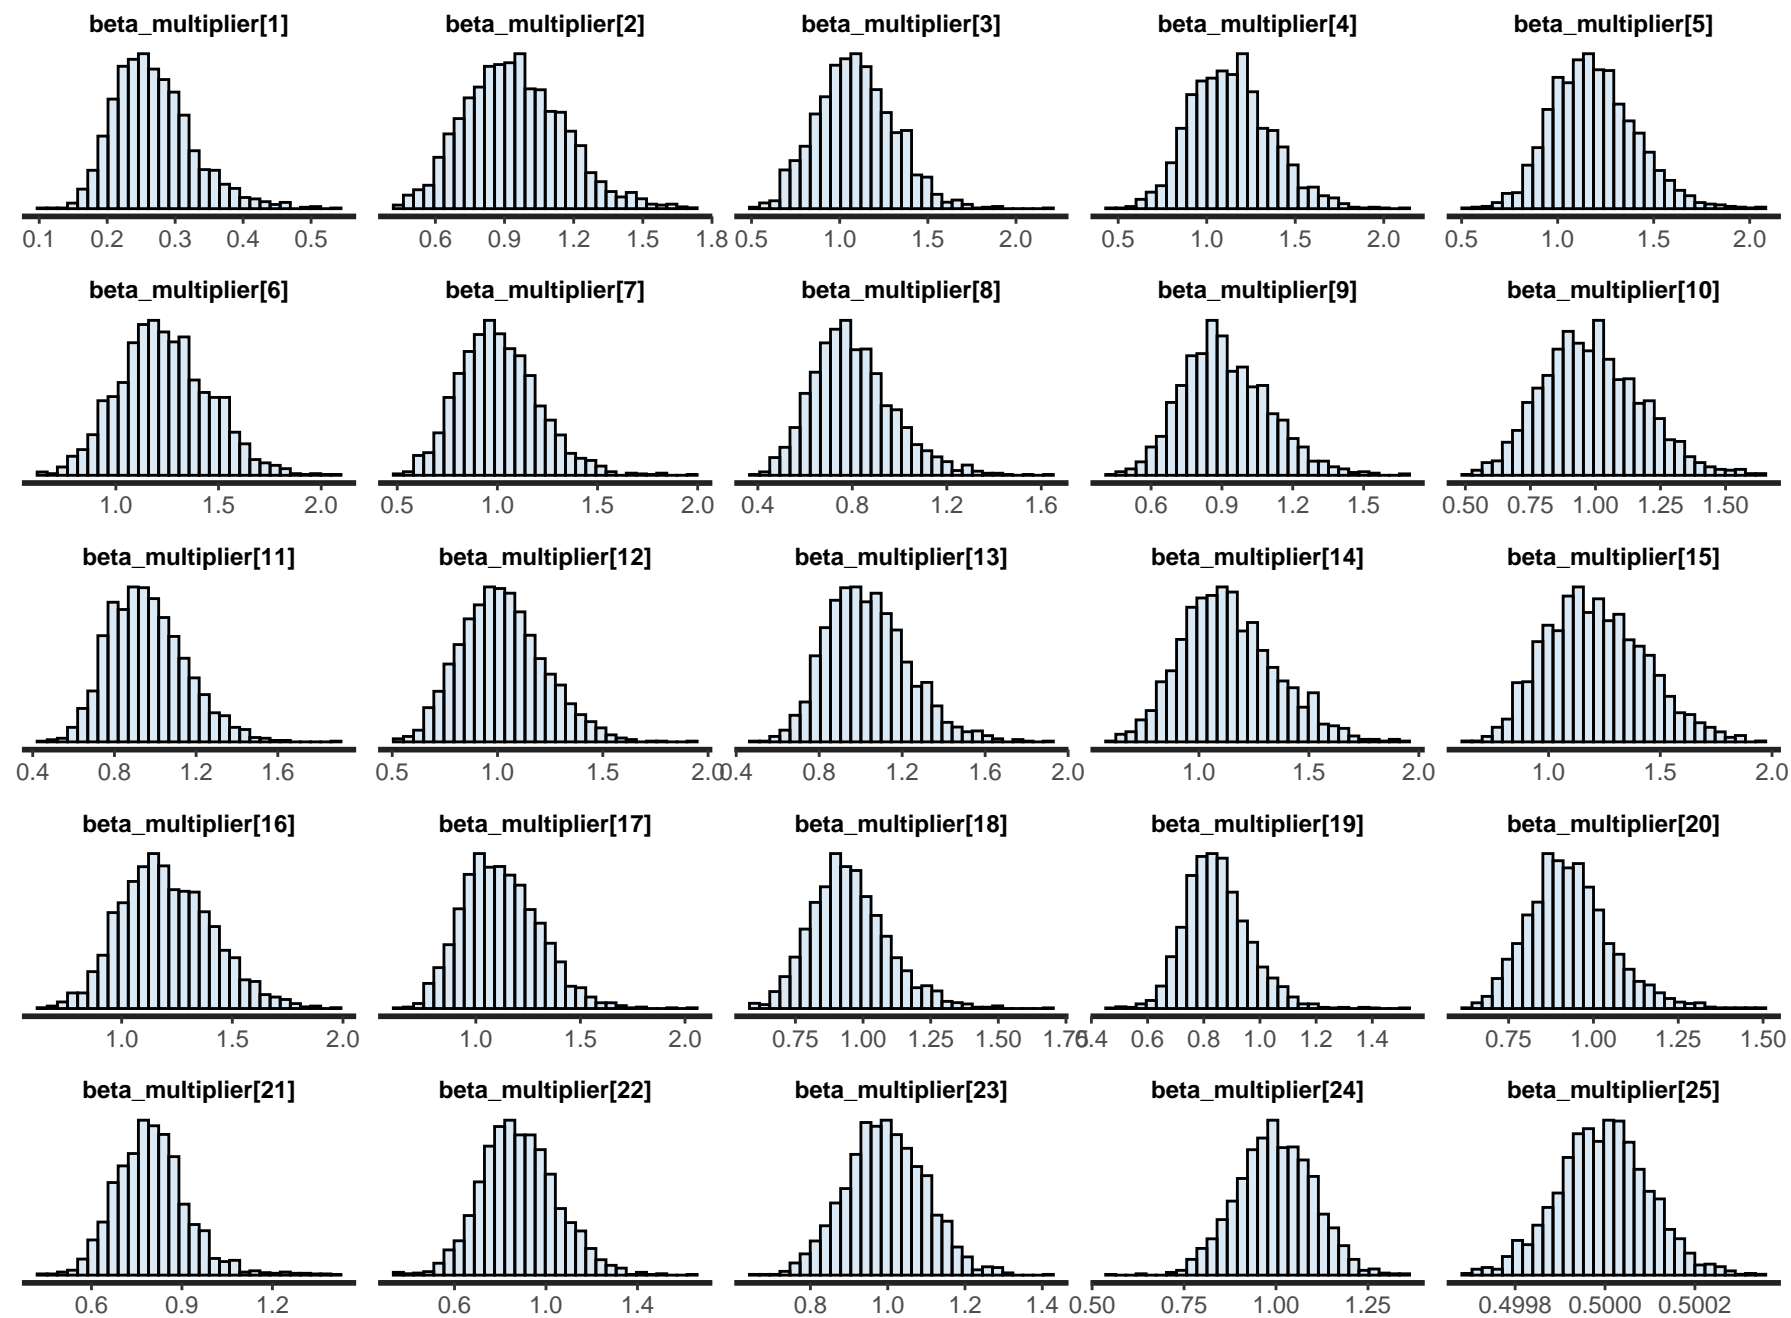 beta_multiplier[1] beta_multiplier[2] beta_multiplier[3] beta_multiplier[4] beta_multiplier[5]
0.1 0.2 0.3 0.4 0.5 0.6 0.9 1.2 1.5 1.8 0.5 1.0 1.5 2.0 0.5 1.0 1.5 2.0 0.5 1.0 1.5 2.0
beta_multiplier[6] beta_multiplier[7] beta_multiplier[8] beta_multiplier[9] beta_multiplier[10]
1.0 1.5 2.0 0.5 1.0 1.5 2.0 0.4 0.8 1.2 1.6 0.6 0.9 1.2 1.5 0.50 0.75 1.00 1.25 1.50
beta_multiplier[11] beta_multiplier[12] beta_multiplier[13] beta_multiplier[14] beta_multiplier[15]
0.4 0.8 1.2 1.6 0.5 1.0 1.5 2.0 0.4 0.8 1.2 1.6 2.0 1.0 1.5 2.0 1.0 1.5 2.0
beta_multiplier[16] beta_multiplier[17] beta_multiplier[18] beta_multiplier[19] beta_multiplier[20]
1.0 1.5 2.0 1.0 1.5 2.0 0.75 1.00 1.25 1.50 1.75 0.4 0.6 0.8 1.0 1.2 1.4 0.75 1.00 1.25 1.50
beta_multiplier[21] beta_multiplier[22] beta_multiplier[23] beta_multiplier[24] beta_multiplier[25]
0.6 0.9 1.2 0.6 1.0 1.4 0.8 1.0 1.2 1.4 0.50 0.75 1.00 1.25 0.4998 0.5000 0.5002